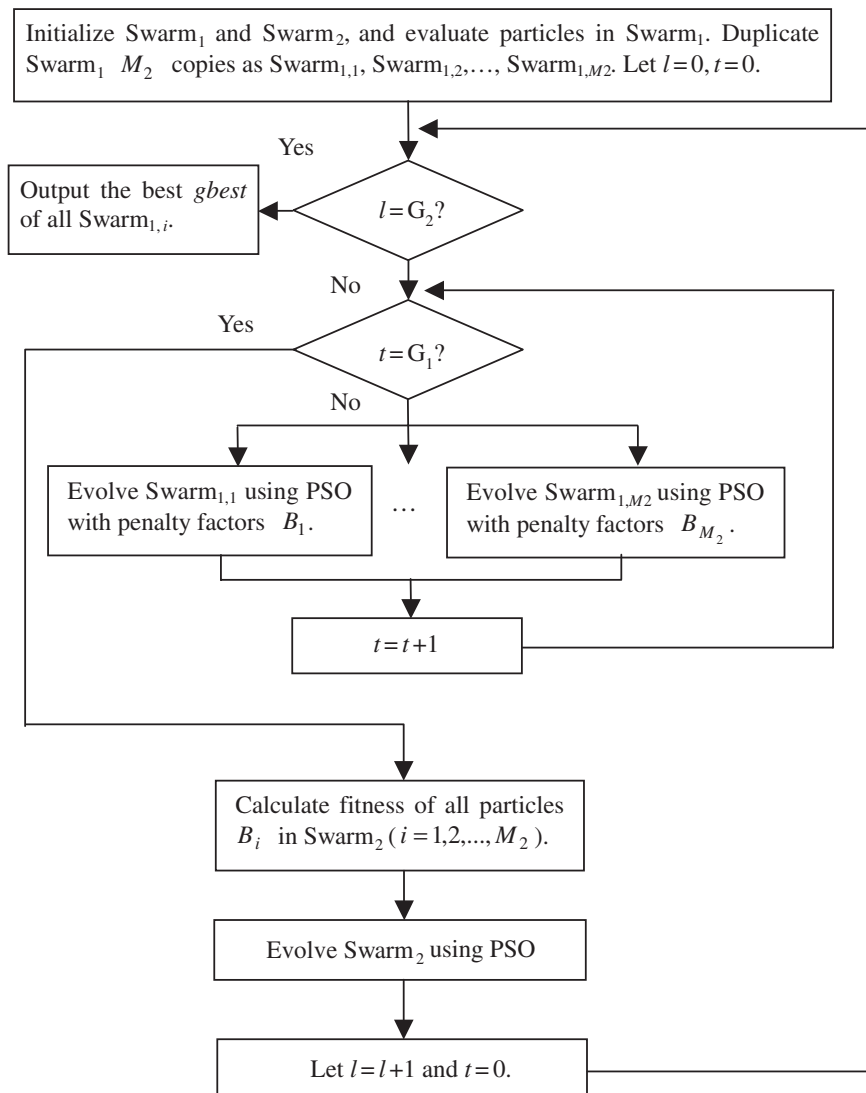 Initialize Swarm₁ and Swarm₂, and evaluate particles in Swarm₁. Duplicate
Swarm₁ M₂ copies as Swarm₁,₁, Swarm₁,₂,…, Swarm₁,M2. Let l=0, t=0.
Yes
Output the best gbest
of all Swarm₁,ᵢ.
l=G₂?
No
Yes
t=G₁?
No
Evolve Swarm₁,₁ using PSO
with penalty factors B₁.
…
Evolve Swarm₁,M2 using PSO
with penalty factors B_M₂.
t=t+1
Calculate fitness of all particles
Bᵢ in Swarm₂ (i=1,2,...,M₂).
Evolve Swarm₂ using PSO
Let l=l+1 and t=0.